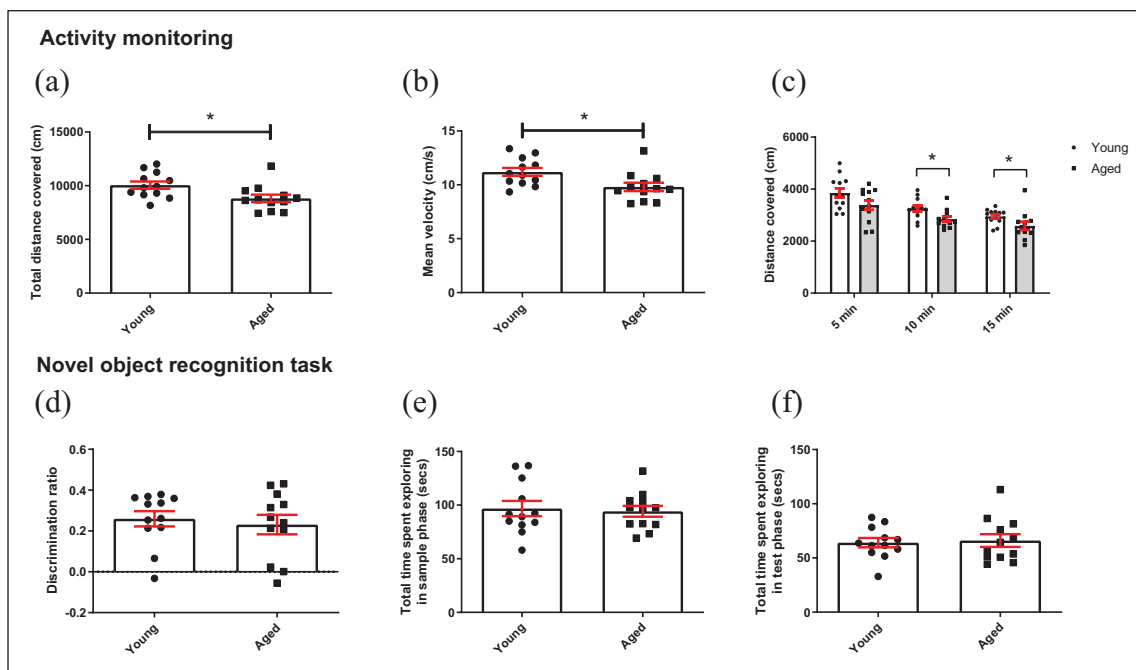 Activity monitoring
(a)
Total distance covered (cm)
15000
10000
5000
0
*
Young
Aged
(b)
Mean velocity (cm/s)
15
10
5
0
*
Young
Aged
(c)
Distance covered (cm)
6000
4000
2000
0
*
*
5 min
10 min
15 min
Young
Aged
Novel object recognition task
(d)
Discrimination ratio
0.6
0.4
0.2
0.0
-0.2
Young
Aged
(e)
Total time spent exploring
in sample phase (secs)
150
100
50
0
Young
Aged
(f)
Total time spent exploring
in test phase (secs)
150
100
50
0
Young
Aged